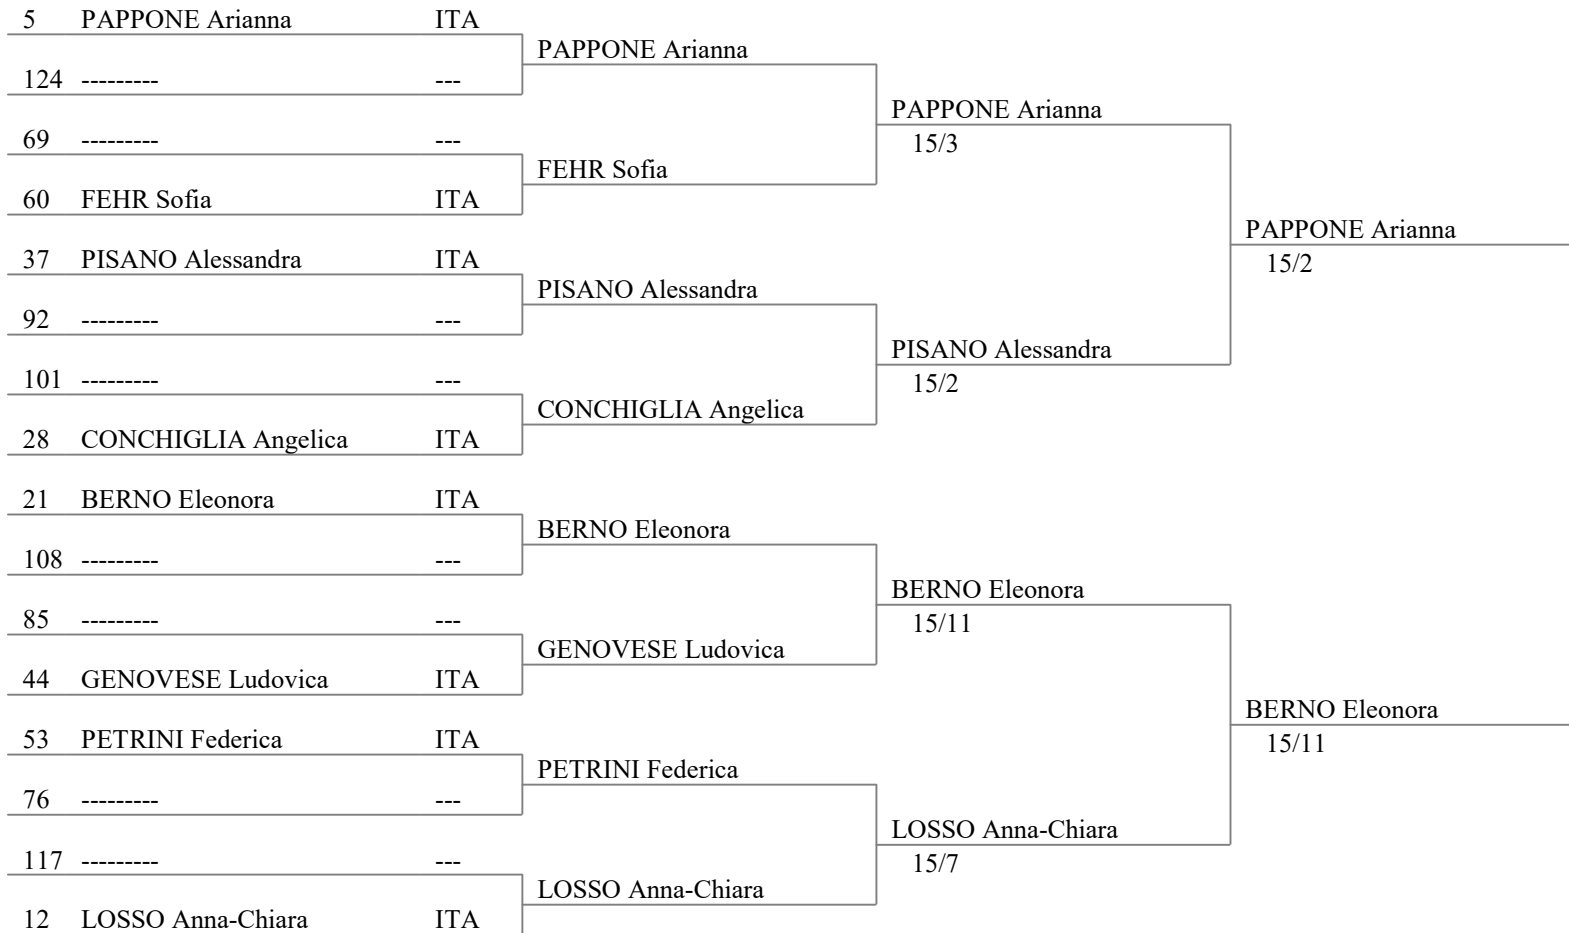 5 PAPPONE Arianna ITA
PAPPONE Arianna
124 --------- ---
PAPPONE Arianna
15/3
69 --------- ---
FEHR Sofia
60 FEHR Sofia ITA
PAPPONE Arianna
15/2
37 PISANO Alessandra ITA
PISANO Alessandra
92 --------- ---
PISANO Alessandra
15/2
101 --------- ---
CONCHIGLIA Angelica
28 CONCHIGLIA Angelica ITA
21 BERNO Eleonora ITA
BERNO Eleonora
108 --------- ---
BERNO Eleonora
15/11
85 --------- ---
GENOVESE Ludovica
44 GENOVESE Ludovica ITA
BERNO Eleonora
15/11
53 PETRINI Federica ITA
PETRINI Federica
76 --------- ---
LOSSO Anna-Chiara
15/7
117 --------- ---
LOSSO Anna-Chiara
12 LOSSO Anna-Chiara ITA